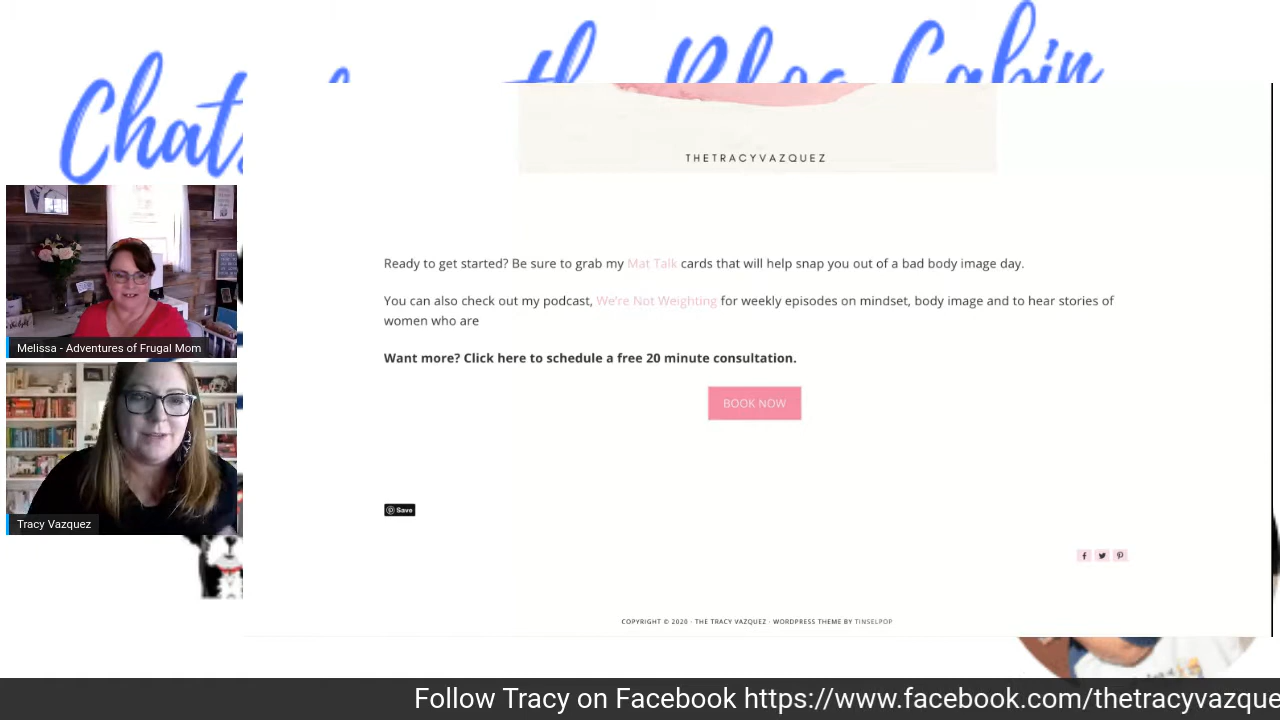 Chats
the Blog Cabin
THETRACYVAZQUEZ
Melissa - Adventures of Frugal Mom
Tracy Vazquez
Ready to get started? Be sure to grab my Mat Talk cards that will help snap you out of a bad body image day.
You can also check out my podcast, We're Not Weighting for weekly episodes on mindset, body image and to hear stories of
women who are
Want more? Click here to schedule a free 20 minute consultation.
BOOK NOW
Save
COPYRIGHT © 2020 · THE TRACY VAZQUEZ · WORDPRESS THEME BY TINSELPOP
Follow Tracy on Facebook https://www.facebook.com/thetracyvazque